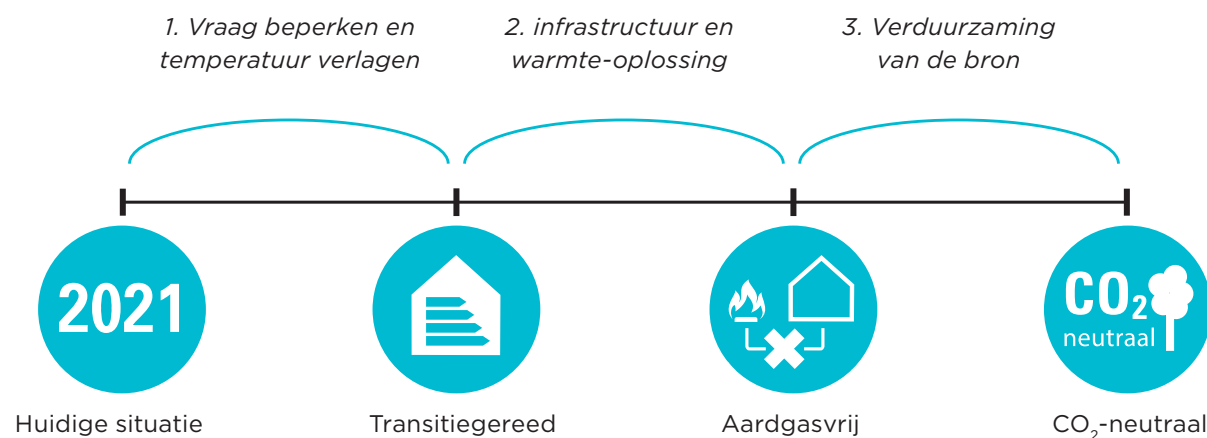 1. Vraag beperken en
temperatuur verlagen
2. infrastructuur en
warmte-oplossing
3. Verduurzaming
van de bron
2021
CO₂
neutraal
Huidige situatie
Transitiegereed
Aardgasvrij
CO₂-neutraal